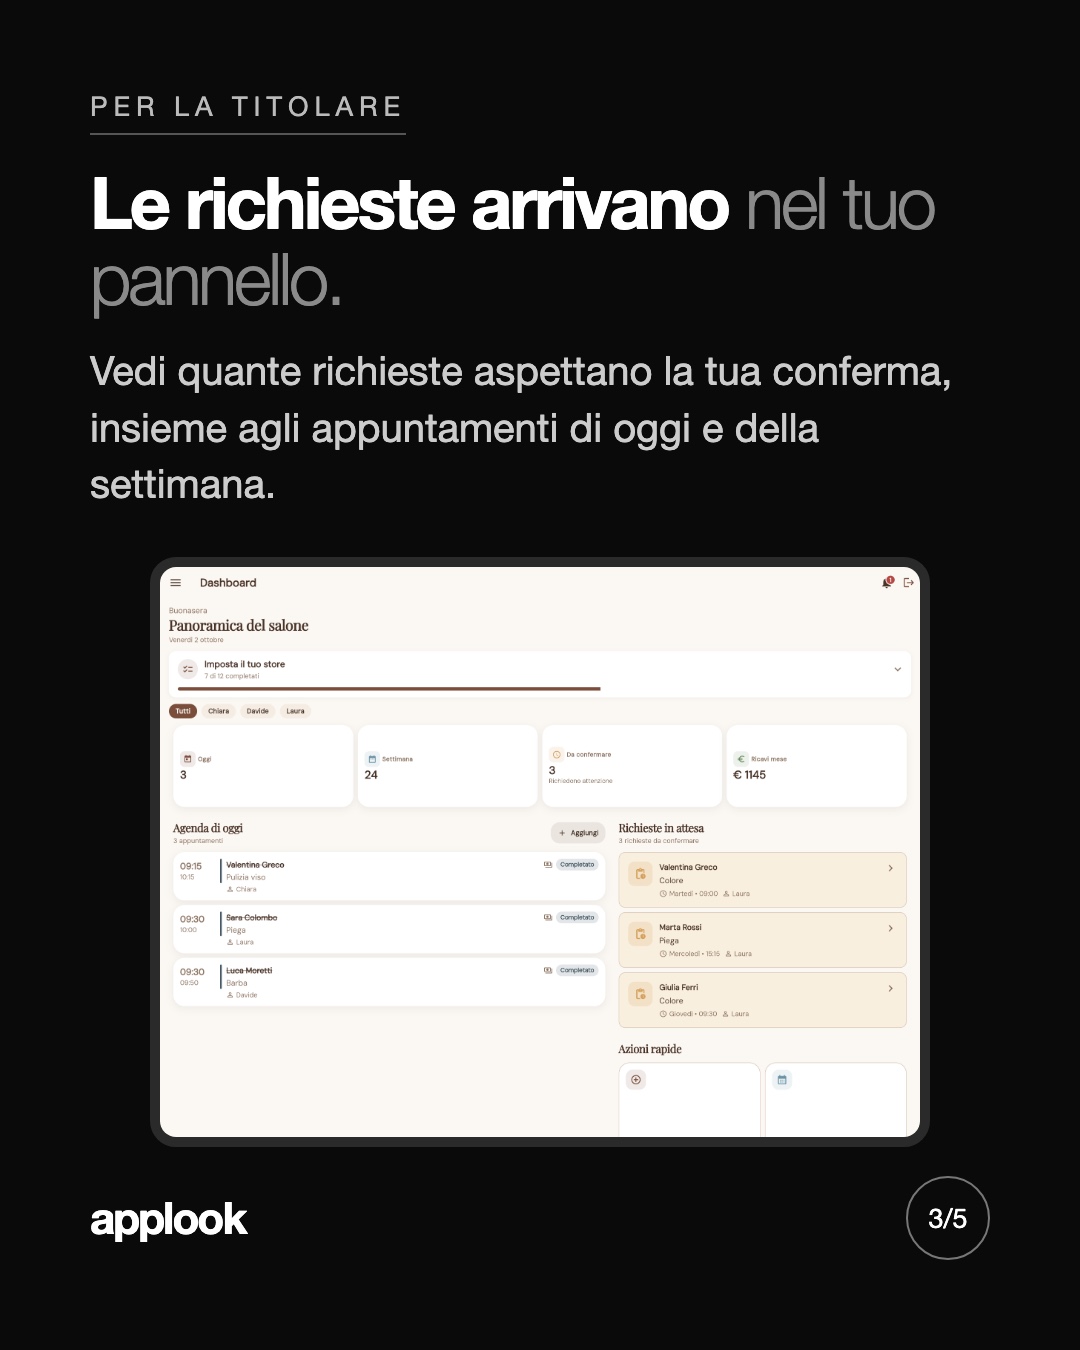 PER LA TITOLARE
Le richieste arrivano nel tuo
pannello.
Vedi quante richieste aspettano la tua conferma,
insieme agli appuntamenti di oggi e della
settimana.
Dashboard
1
Buonasera
Panoramica del salone
Venerdì 2 ottobre
Imposta il tuo store
7 di 12 completati
Tutti
Chiara
Davide
Laura
Oggi
3
Settimana
24
Da confermare
3
Richiedono attenzione
Ricavi mese
€ 1145
Agenda di oggi
3 appuntamenti
+ Aggiungi
09:15
10:15
Valentina Greco
Pulizia viso
Chiara
Completato
09:30
10:00
Sara Colombo
Piega
Laura
Completato
09:30
09:50
Luca Moretti
Barba
Davide
Completato
Richieste in attesa
3 richieste da confermare
Valentina Greco
Colore
Martedì • 09:00 Laura
Marta Rossi
Piega
Mercoledì • 15:15 Laura
Giulia Ferri
Colore
Giovedì • 09:30 Laura
Azioni rapide
applook
3/5